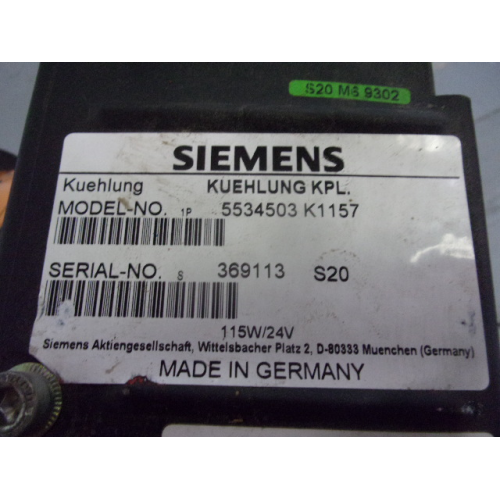 S20 M6 9302
SIEMENS
Kuehlung KUEHLUNG KPL.
MODEL-NO. 1P 5534503 K1157
SERIAL-NO. S 369113 S20
115W/24V
Siemens Aktiengesellschaft, Wittelsbacher Platz 2, D-80333 Muenchen (Germany)
MADE IN GERMANY